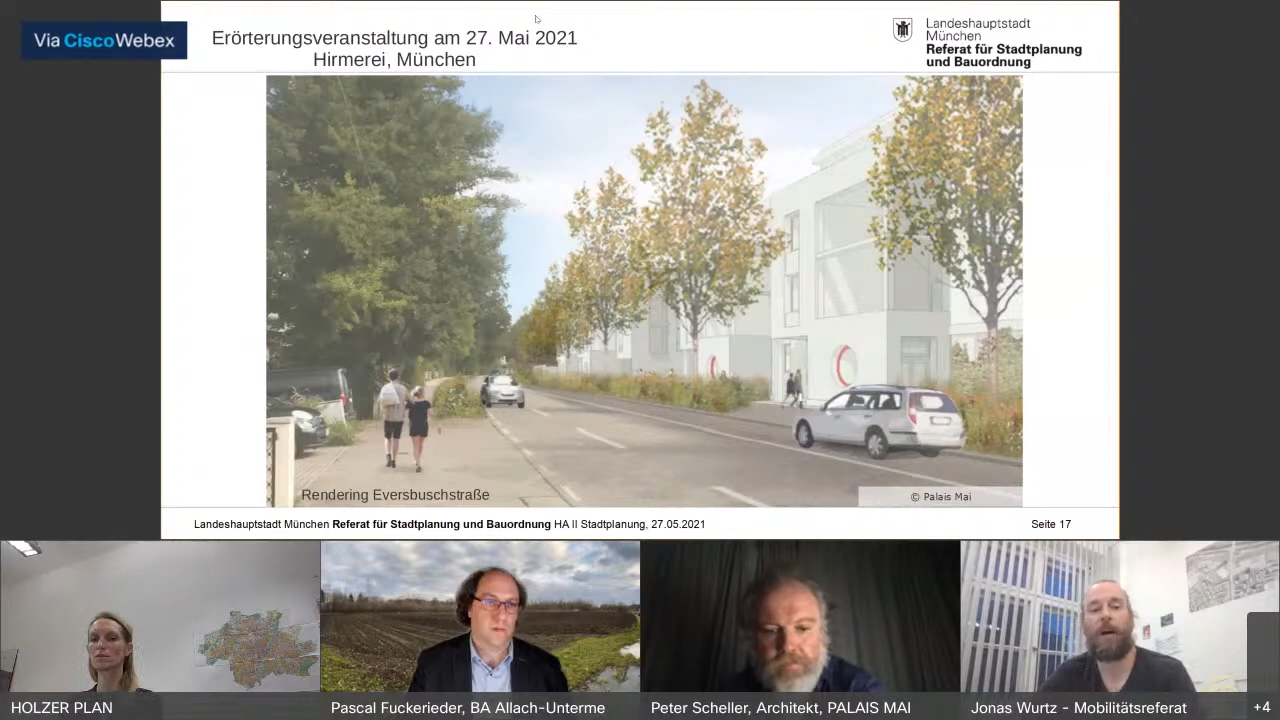 Via CiscoWebex
Erörterungsveranstaltung am 27. Mai 2021
Hirmerei, München
Landeshauptstadt
München
Referat für Stadtplanung
und Bauordnung
Rendering Eversbuschstraße
© Palais Mai
Landeshauptstadt München Referat für Stadtplanung und Bauordnung HA II Stadtplanung, 27.05.2021
Seite 17
HOLZER PLAN
Pascal Fuckerieder, BA Allach-Unterme
Peter Scheller, Architekt, PALAIS MAI
Jonas Wurtz - Mobilitätsreferat
+4